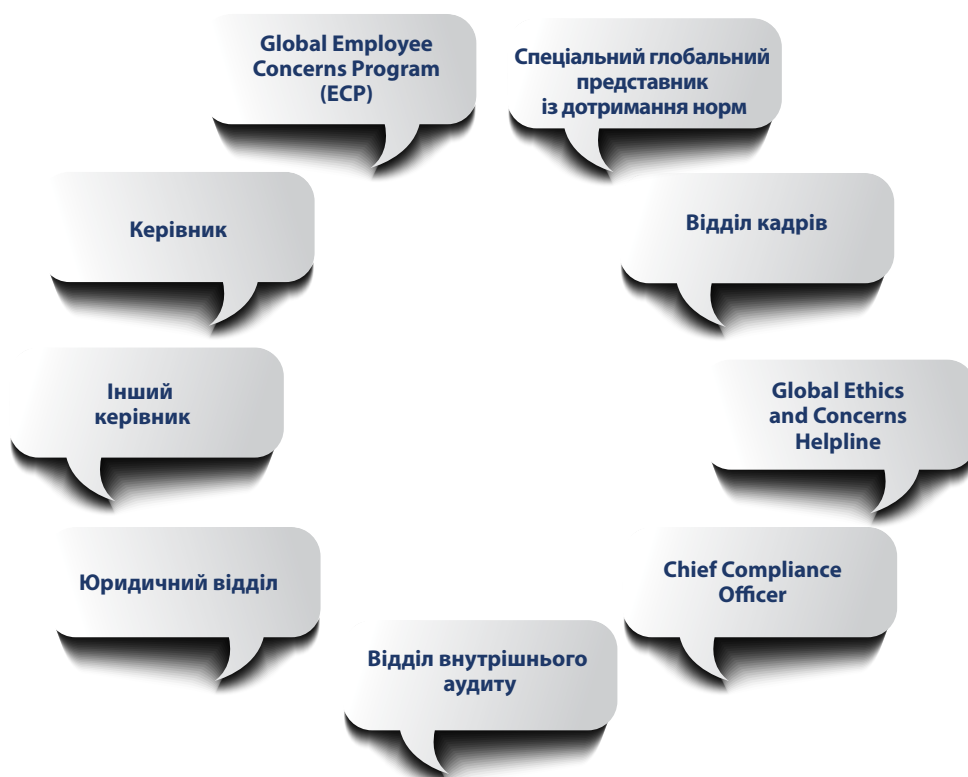 Global Employee
Concerns Program
(ECP)
Спеціальний глобальний
представник
із дотримання норм
Керівник
Відділ кадрів
Інший
керівник
Global Ethics
and Concerns
Helpline
Юридичний відділ
Chief Compliance
Officer
Відділ внутрішнього
аудиту